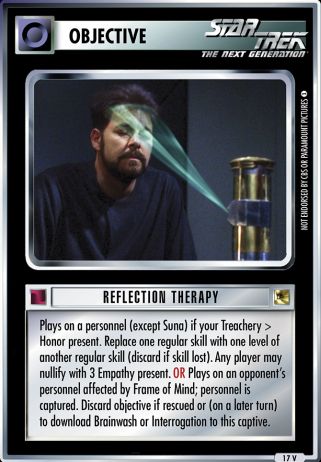 OBJECTIVE
STAR TREK
THE NEXT GENERATION
NOT ENDORSED BY CBS OR PARAMOUNT PICTURES
REFLECTION THERAPY
Plays on a personnel (except Suna) if your Treachery >
Honor present. Replace one regular skill with one level of
another regular skill (discard if skill lost). Any player may
nullify with 3 Empathy present. OR Plays on an opponent's
personnel affected by Frame of Mind; personnel is
captured. Discard objective if rescued or (on a later turn)
to download Brainwash or Interrogation to this captive.
17 V